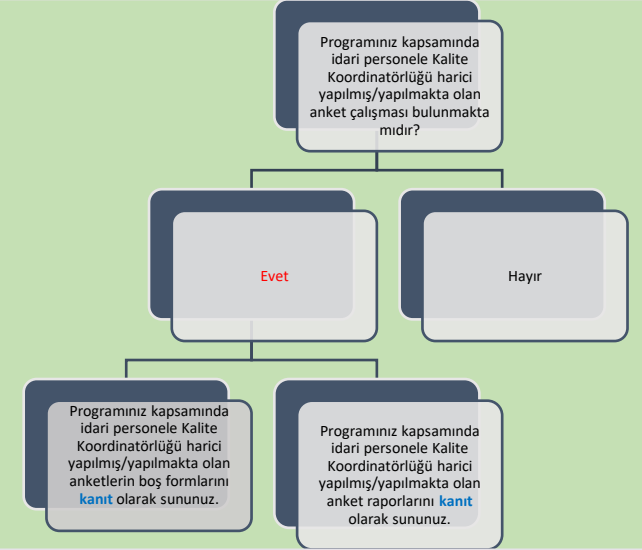 Programınız kapsamında
idari personele Kalite
Koordinatörlüğü harici
yapılmış/yapılmakta olan
anket çalışması bulunmakta
mıdır?
Evet
Hayır
Programınız kapsamında
idari personele Kalite
Koordinatörlüğü harici
yapılmış/yapılmakta olan
anketlerin boş formlarını
kanıt olarak sununuz.
Programınız kapsamında
idari personele Kalite
Koordinatörlüğü harici
yapılmış/yapılmakta olan
anket raporlarını kanıt
olarak sununuz.